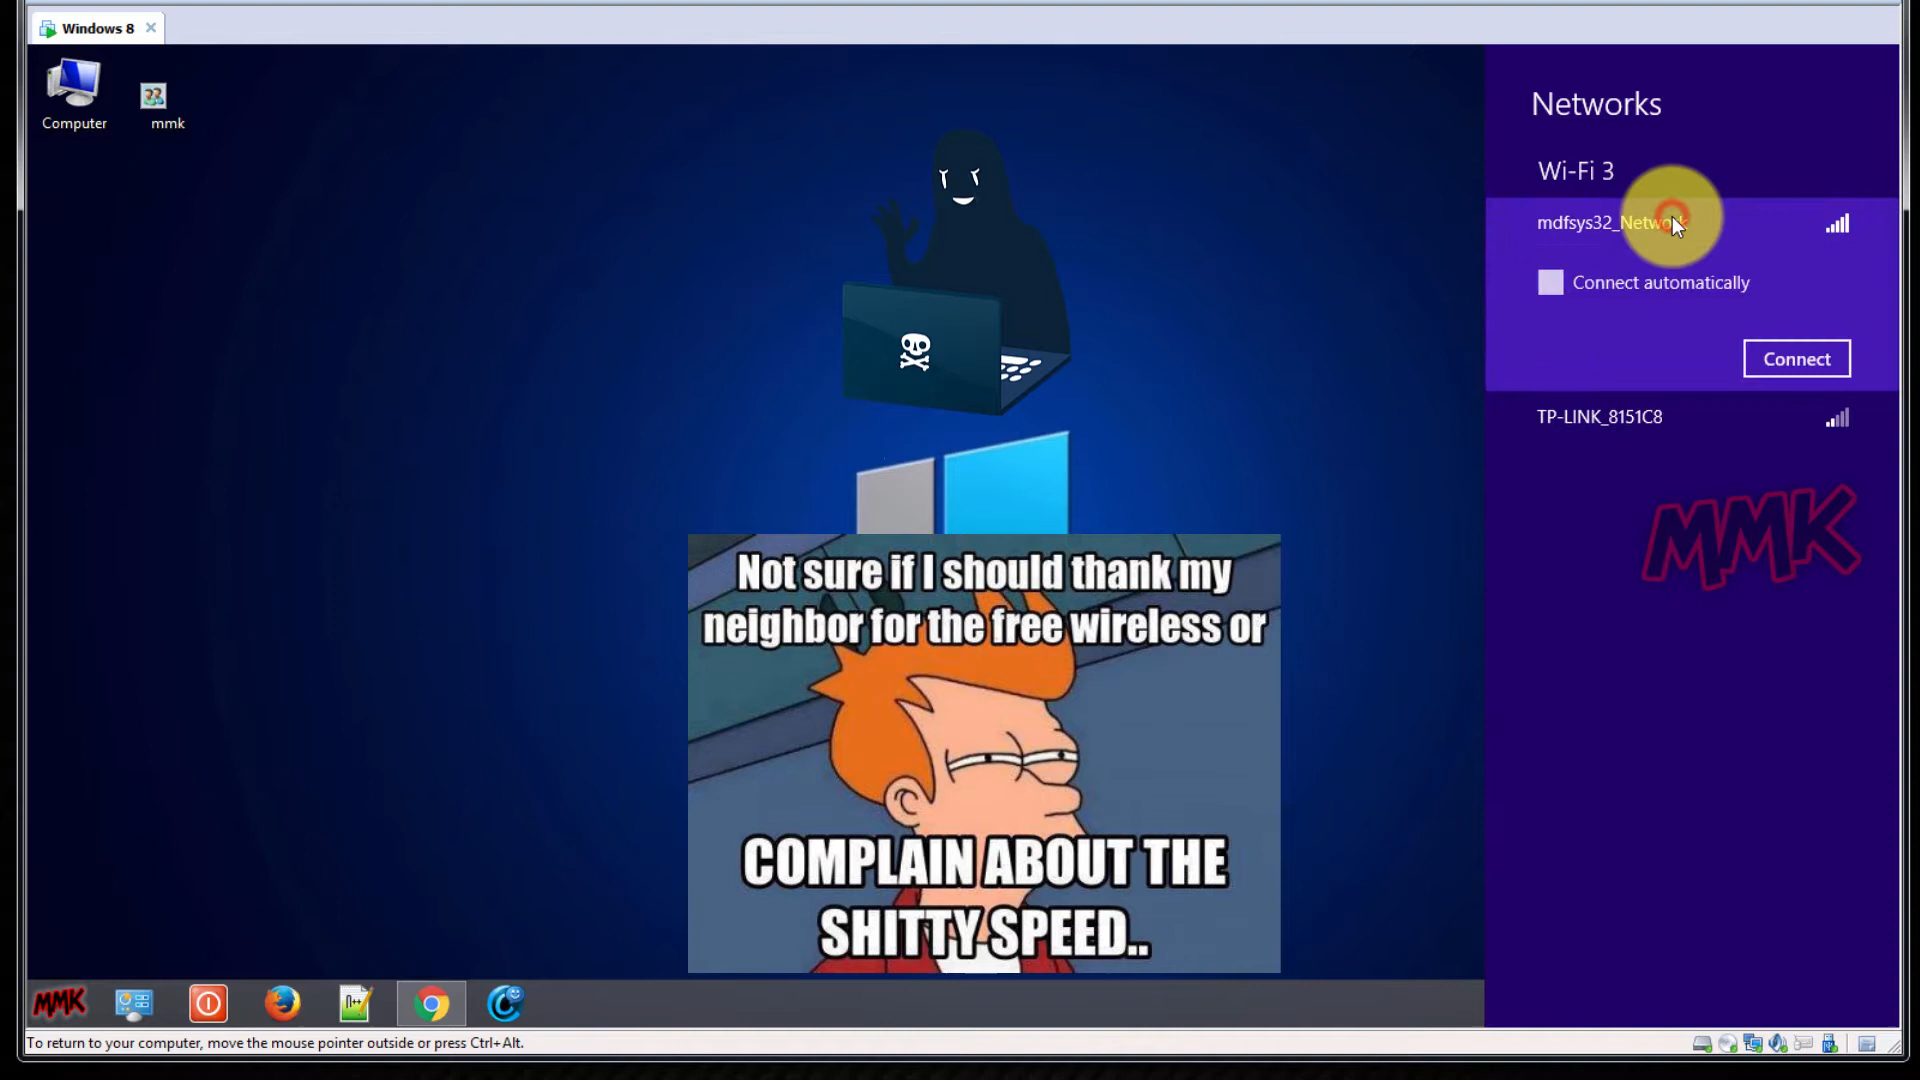 Windows 8
Computer
mmk
Networks
Wi-Fi 3
mdfsys32_Network
Connect automatically
Connect
TP-LINK_8151C8
MMK
Not sure if I should thank my
neighbor for the free wireless or
COMPLAIN ABOUT THE
SHITTY SPEED..
MMK
n++
To return to your computer, move the mouse pointer outside or press Ctrl+Alt.